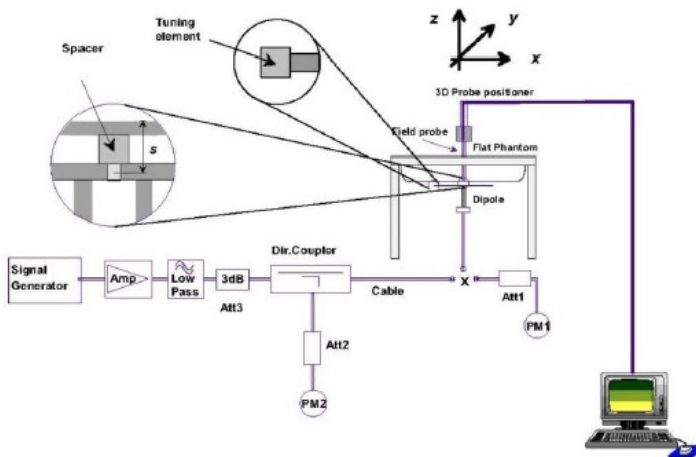 Tuning
element
Spacer
z
y
x
s
3D Probe positioner
Field probe
Flat Phantom
Dipole
Dir.Coupler
Signal
Generator
Amp
Low
Pass
3dB
Att3
Cable
x
Att1
PM1
Att2
PM2